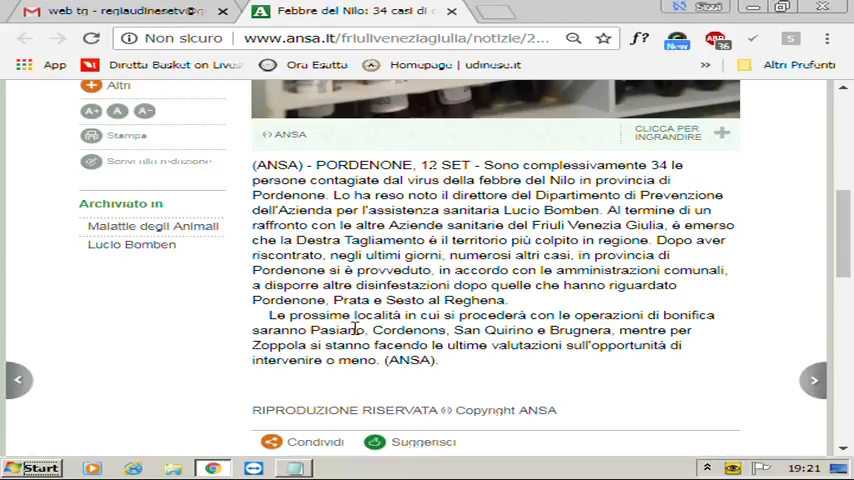 web tg - regiaudinesetv@
Febbre del Nilo: 34 casi di
Non sicuro
www.ansa.it/friuliveneziagiulia/notizie/2...
f?
New
ABP
36
S
App
Diretta Basket on Lives
Ora Esatta
Homepage | udinese.it
»
Altri Preferiti
Altri
A+ A A-
Stampa
Scrivi alla redazione
Archiviato in
Malattie degli Animali
Lucio Bomben
© ANSA
CLICCA PER
INGRANDIRE
(ANSA) - PORDENONE, 12 SET - Sono complessivamente 34 le
persone contagiate dal virus della febbre del Nilo in provincia di
Pordenone. Lo ha reso noto il direttore del Dipartimento di Prevenzione
dell'Azienda per l'assistenza sanitaria Lucio Bomben. Al termine di un
raffronto con le altre Aziende sanitarie del Friuli Venezia Giulia, è emerso
che la Destra Tagliamento è il territorio più colpito in regione. Dopo aver
riscontrato, negli ultimi giorni, numerosi altri casi, in provincia di
Pordenone si è provveduto, in accordo con le amministrazioni comunali,
a disporre altre disinfestazioni dopo quelle che hanno riguardato
Pordenone, Prata e Sesto al Reghena.
Le prossime località in cui si procederà con le operazioni di bonifica
saranno Pasiano, Cordenons, San Quirino e Brugnera, mentre per
Zoppola si stanno facendo le ultime valutazioni sull'opportunità di
intervenire o meno. (ANSA).
RIPRODUZIONE RISERVATA © Copyright ANSA
Condividi
Suggerisci
Start
19:21